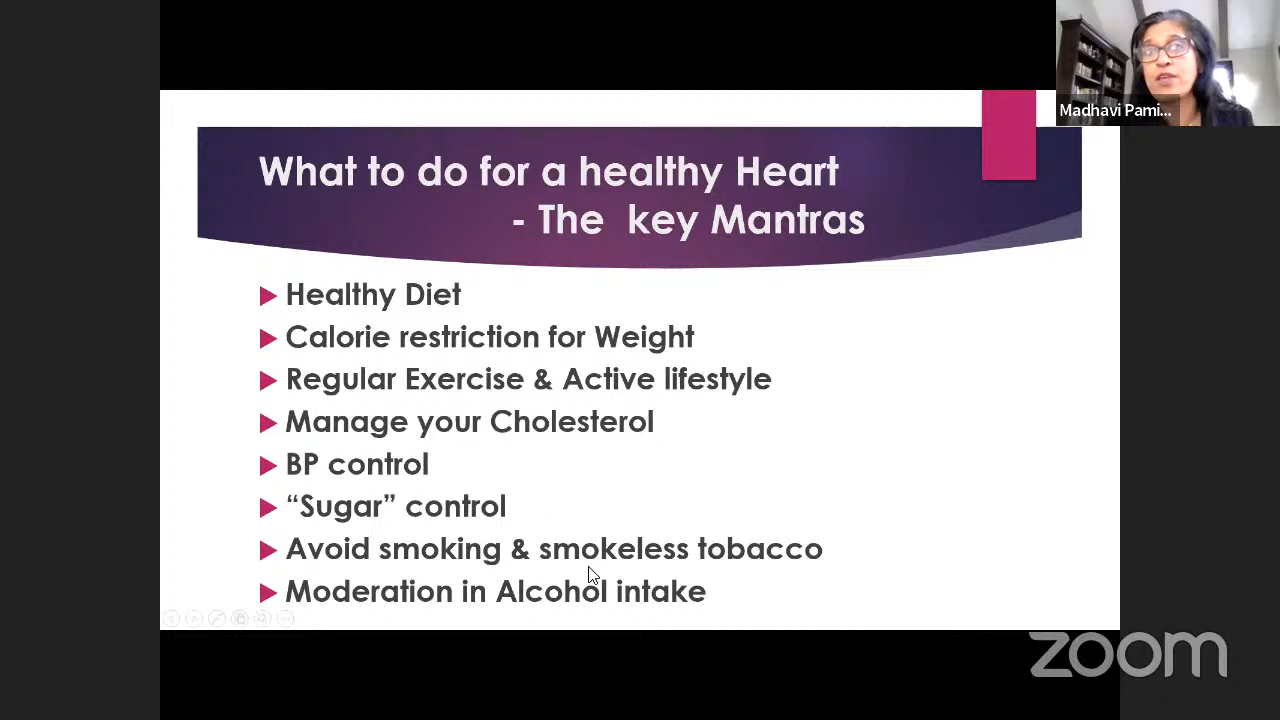 Madhavi Pami...
What to do for a healthy Heart
- The key Mantras
Healthy Diet
Calorie restriction for Weight
Regular Exercise & Active lifestyle
Manage your Cholesterol
BP control
“Sugar” control
Avoid smoking & smokeless tobacco
Moderation in Alcohol intake
zoom